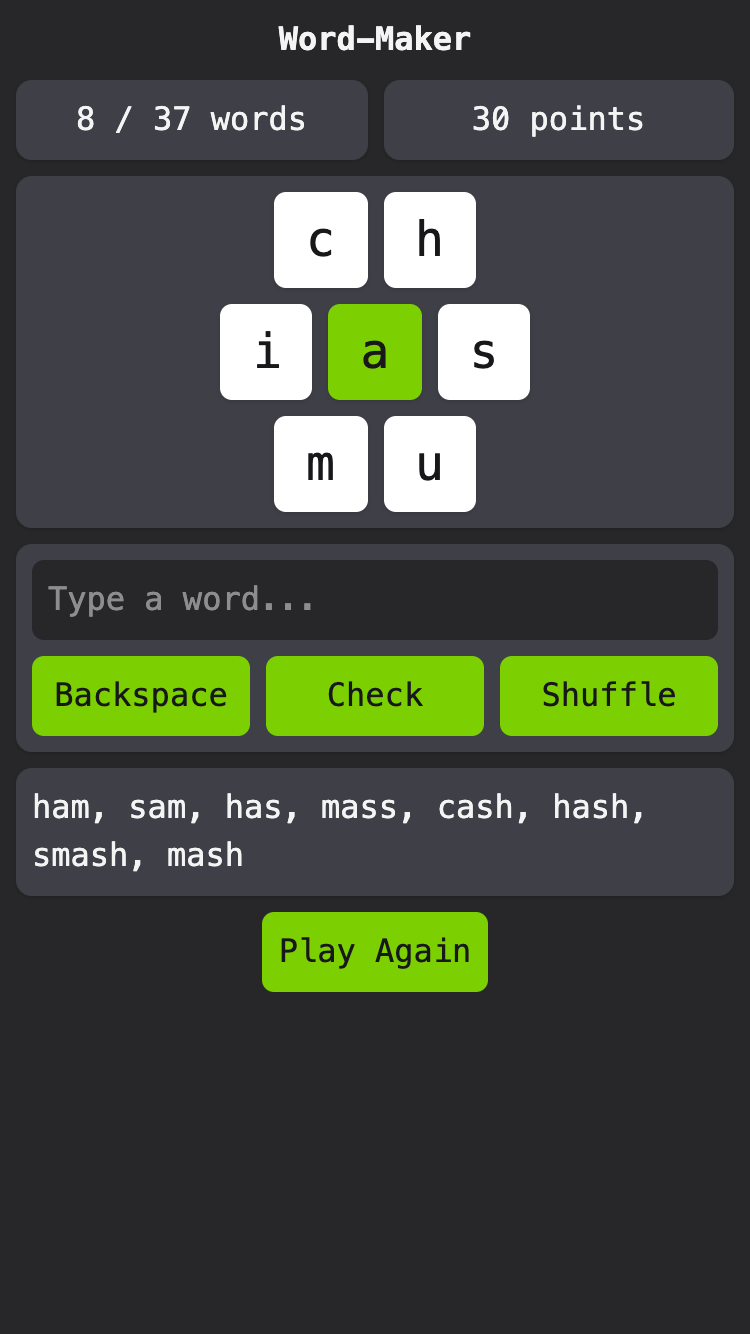 Word-Maker
8 / 37 words
30 points
c h
i a s
m u
Type a word...
Backspace Check Shuffle
ham, sam, has, mass, cash, hash,
smash, mash
Play Again